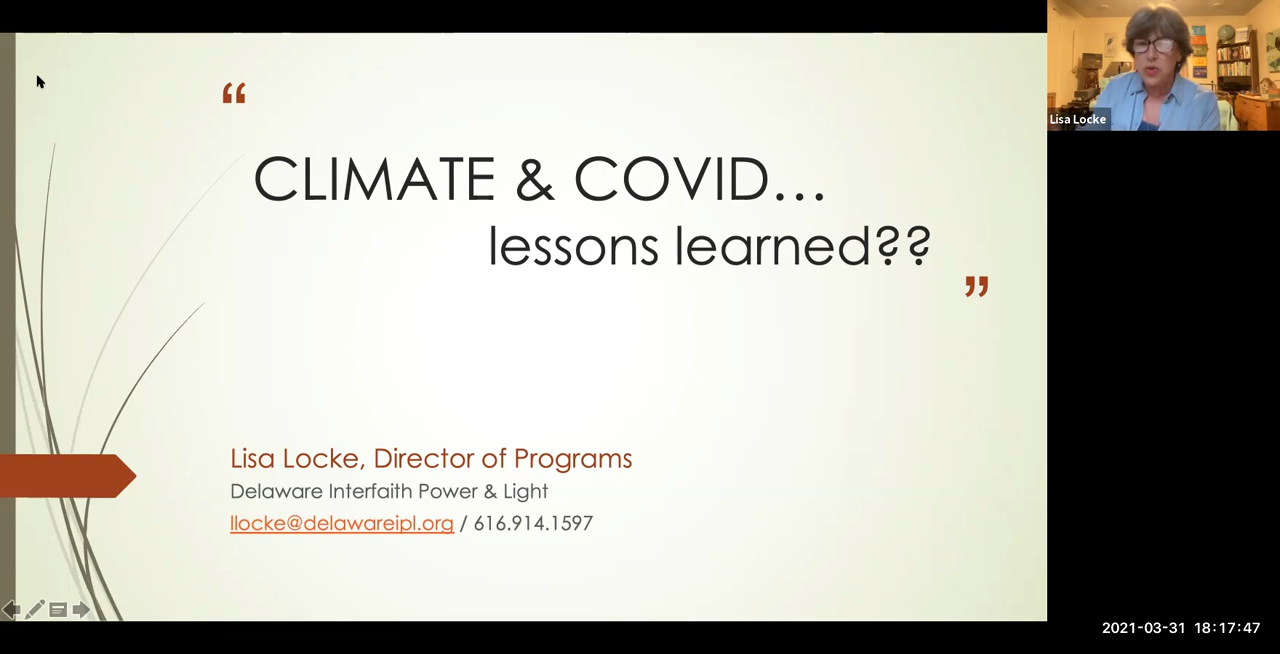 “
CLIMATE & COVID…
lessons learned??
”
Lisa Locke, Director of Programs
Delaware Interfaith Power & Light
llocke@delawareipl.org / 616.914.1597
Lisa Locke
2021-03-31 18:17:47